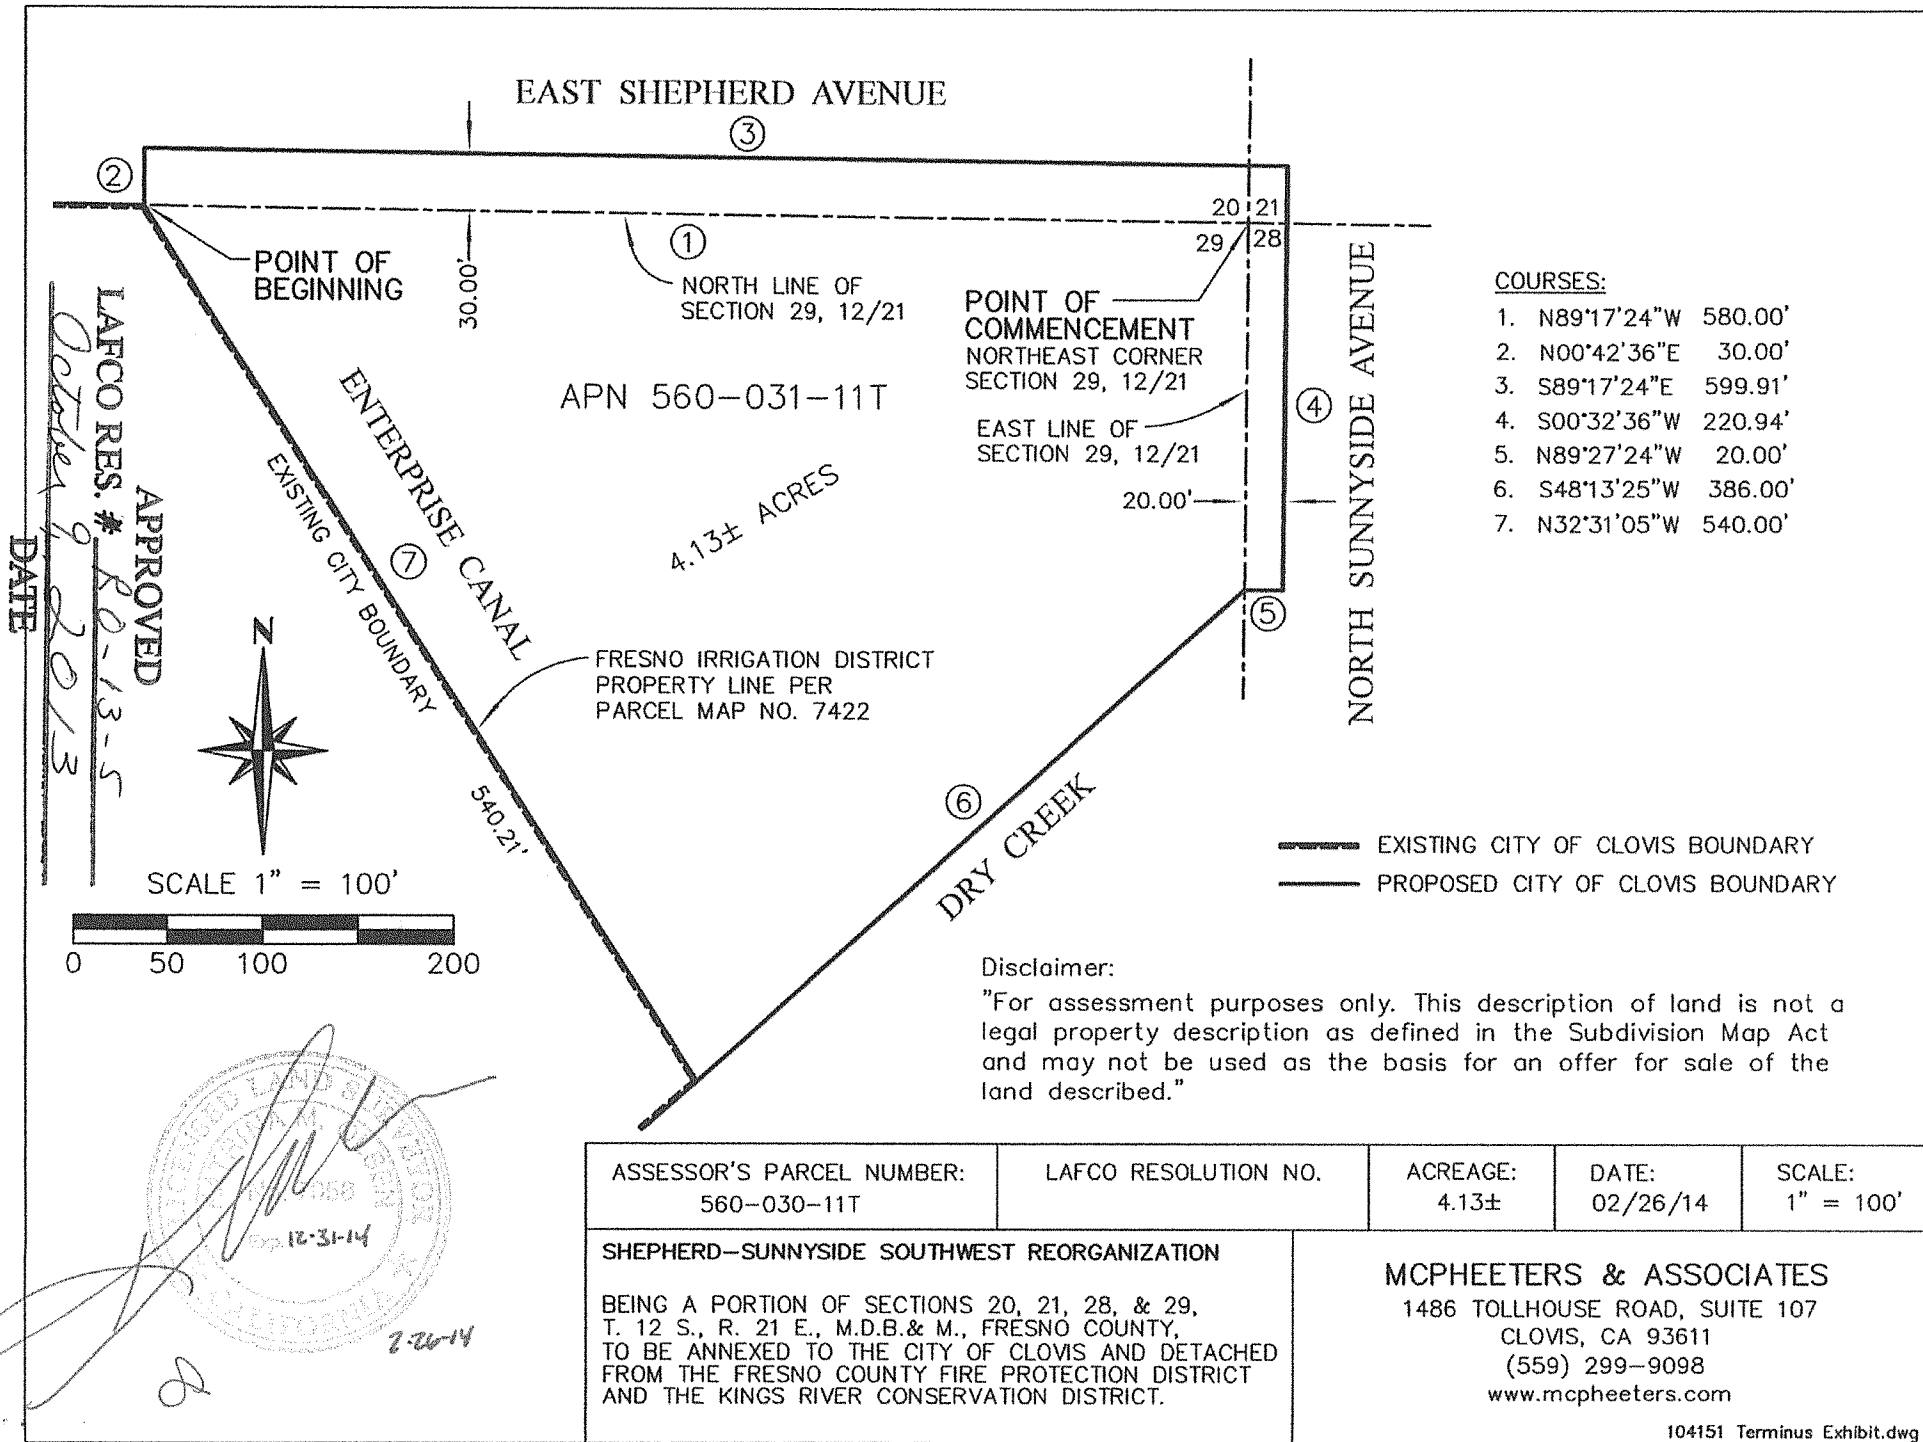 EAST SHEPHERD AVENUE
③
②
20 21
29 28
①
POINT OF
BEGINNING
30.00'
NORTH LINE OF
SECTION 29, 12/21
POINT OF
COMMENCEMENT
NORTHEAST CORNER
SECTION 29, 12/21
EAST LINE OF
SECTION 29, 12/21
20.00'
④
NORTH SUNNYSIDE AVENUE
COURSES:
1. N89°17'24"W 580.00'
2. N00°42'36"E 30.00'
3. S89°17'24"E 599.91'
4. S00°32'36"W 220.94'
5. N89°27'24"W 20.00'
6. S48°13'25"W 386.00'
7. N32°31'05"W 540.00'
APN 560-031-11T
4.13± ACRES
ENTERPRISE CANAL
EXISTING CITY BOUNDARY
⑦
540.21'
FRESNO IRRIGATION DISTRICT
PROPERTY LINE PER
PARCEL MAP NO. 7422
⑤
⑥
DRY CREEK
APPROVED
LAFCO RES. # RO-13-5
October 9, 2013
DATE
N
SCALE 1" = 100'
0 50 100 200
EXISTING CITY OF CLOVIS BOUNDARY
PROPOSED CITY OF CLOVIS BOUNDARY
Disclaimer:
"For assessment purposes only. This description of land is not a
legal property description as defined in the Subdivision Map Act
and may not be used as the basis for an offer for sale of the
land described."
LICENSED LAND SURVEYOR
Exp. 12-31-14
CALIFORNIA
2-26-14
ASSESSOR'S PARCEL NUMBER:
560-030-11T
LAFCO RESOLUTION NO.
ACREAGE:
4.13±
DATE:
02/26/14
SCALE:
1" = 100'
SHEPHERD-SUNNYSIDE SOUTHWEST REORGANIZATION
BEING A PORTION OF SECTIONS 20, 21, 28, & 29,
T. 12 S., R. 21 E., M.D.B.& M., FRESNO COUNTY,
TO BE ANNEXED TO THE CITY OF CLOVIS AND DETACHED
FROM THE FRESNO COUNTY FIRE PROTECTION DISTRICT
AND THE KINGS RIVER CONSERVATION DISTRICT.
MCPHEETERS & ASSOCIATES
1486 TOLLHOUSE ROAD, SUITE 107
CLOVIS, CA 93611
(559) 299-9098
www.mcpheeters.com
104151 Terminus Exhibit.dwg